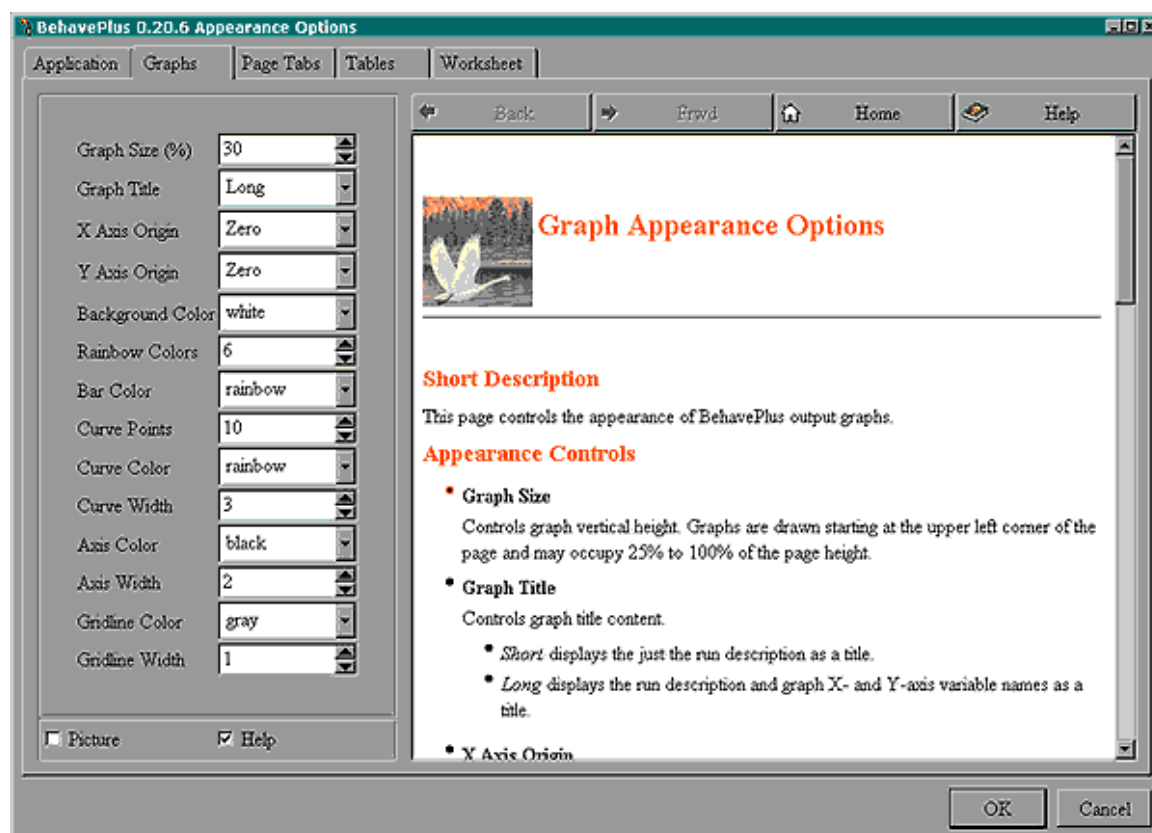 BehavePlus 0.20.6 Appearance Options
Application Graphs Page Tabs Tables Worksheet
Graph Size (%) 30
Graph Title Long
X Axis Origin Zero
Y Axis Origin Zero
Background Color white
Rainbow Colors 6
Bar Color rainbow
Curve Points 10
Curve Color rainbow
Curve Width 3
Axis Color black
Axis Width 2
Gridline Color gray
Gridline Width 1
Picture Help
Back Frwd Home Help
Graph Appearance Options
Short Description
This page controls the appearance of BehavePlus output graphs.
Appearance Controls
Graph Size
Controls graph vertical height. Graphs are drawn starting at the upper left corner of the
page and may occupy 25% to 100% of the page height.
Graph Title
Controls graph title content.
Short displays the just the run description as a title.
Long displays the run description and graph X- and Y-axis variable names as a
title.
X Axis Origin
OK Cancel